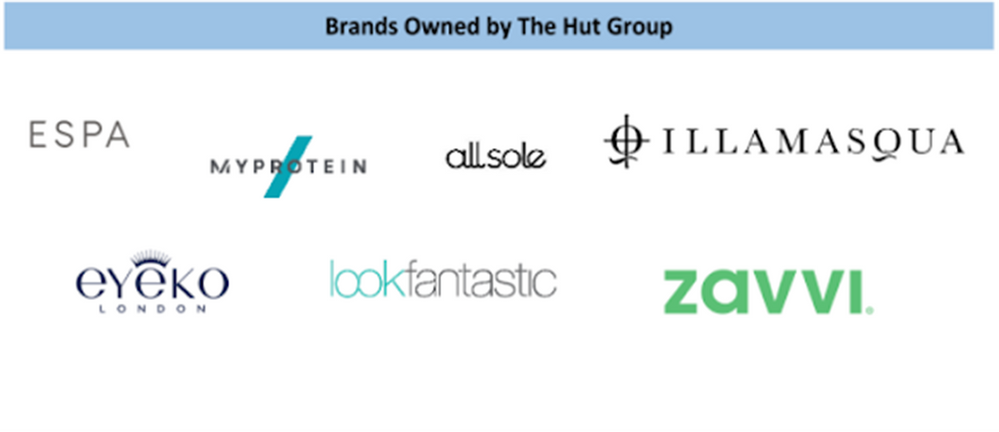 Brands Owned by The Hut Group
ESPA
MYPROTEIN
allsole
ILLAMASQUA
eyeko
LONDON
lookfantastic
zavvi.